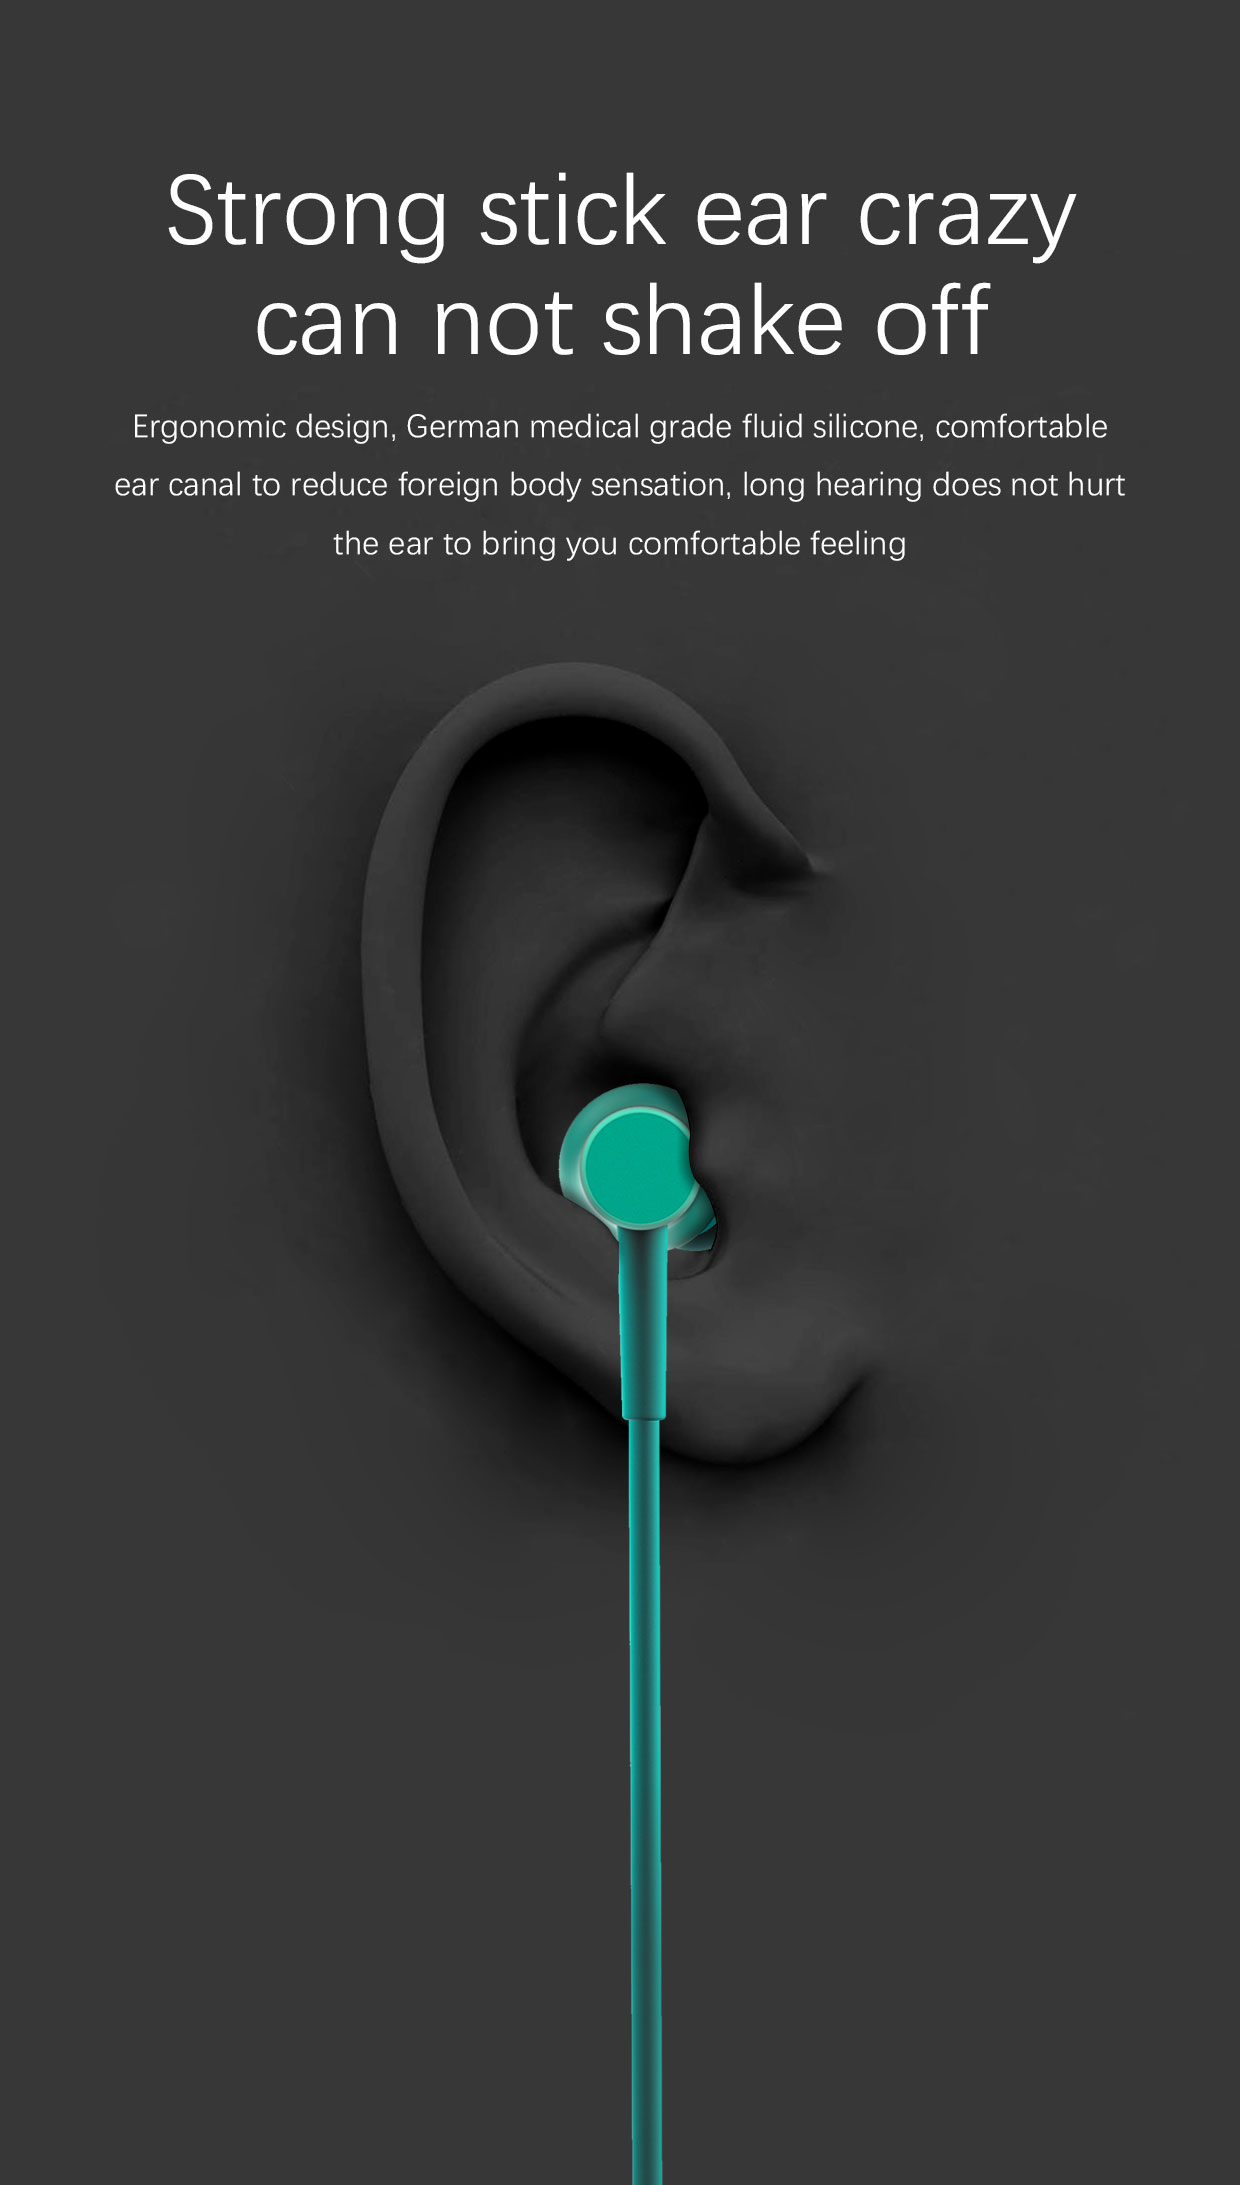 Strong stick ear crazy
can not shake off
Ergonomic design, German medical grade fluid silicone, comfortable
ear canal to reduce foreign body sensation, long hearing does not hurt
the ear to bring you comfortable feeling